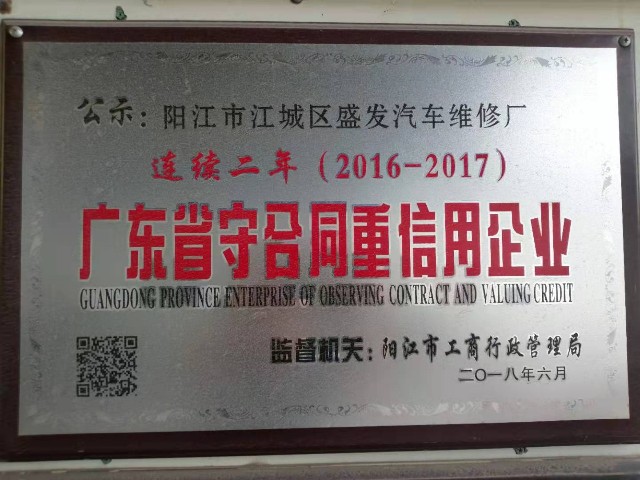 公示：阳江市江城区盛发汽车维修厂
连续二年（2016-2017）
广东省守合同重信用企业
GUANGDONG PROVINCE ENTERPRISE OF OBSERVING CONTRACT AND VALUING CREDIT
监督机关：阳江市工商行政管理局
二〇一八年六月